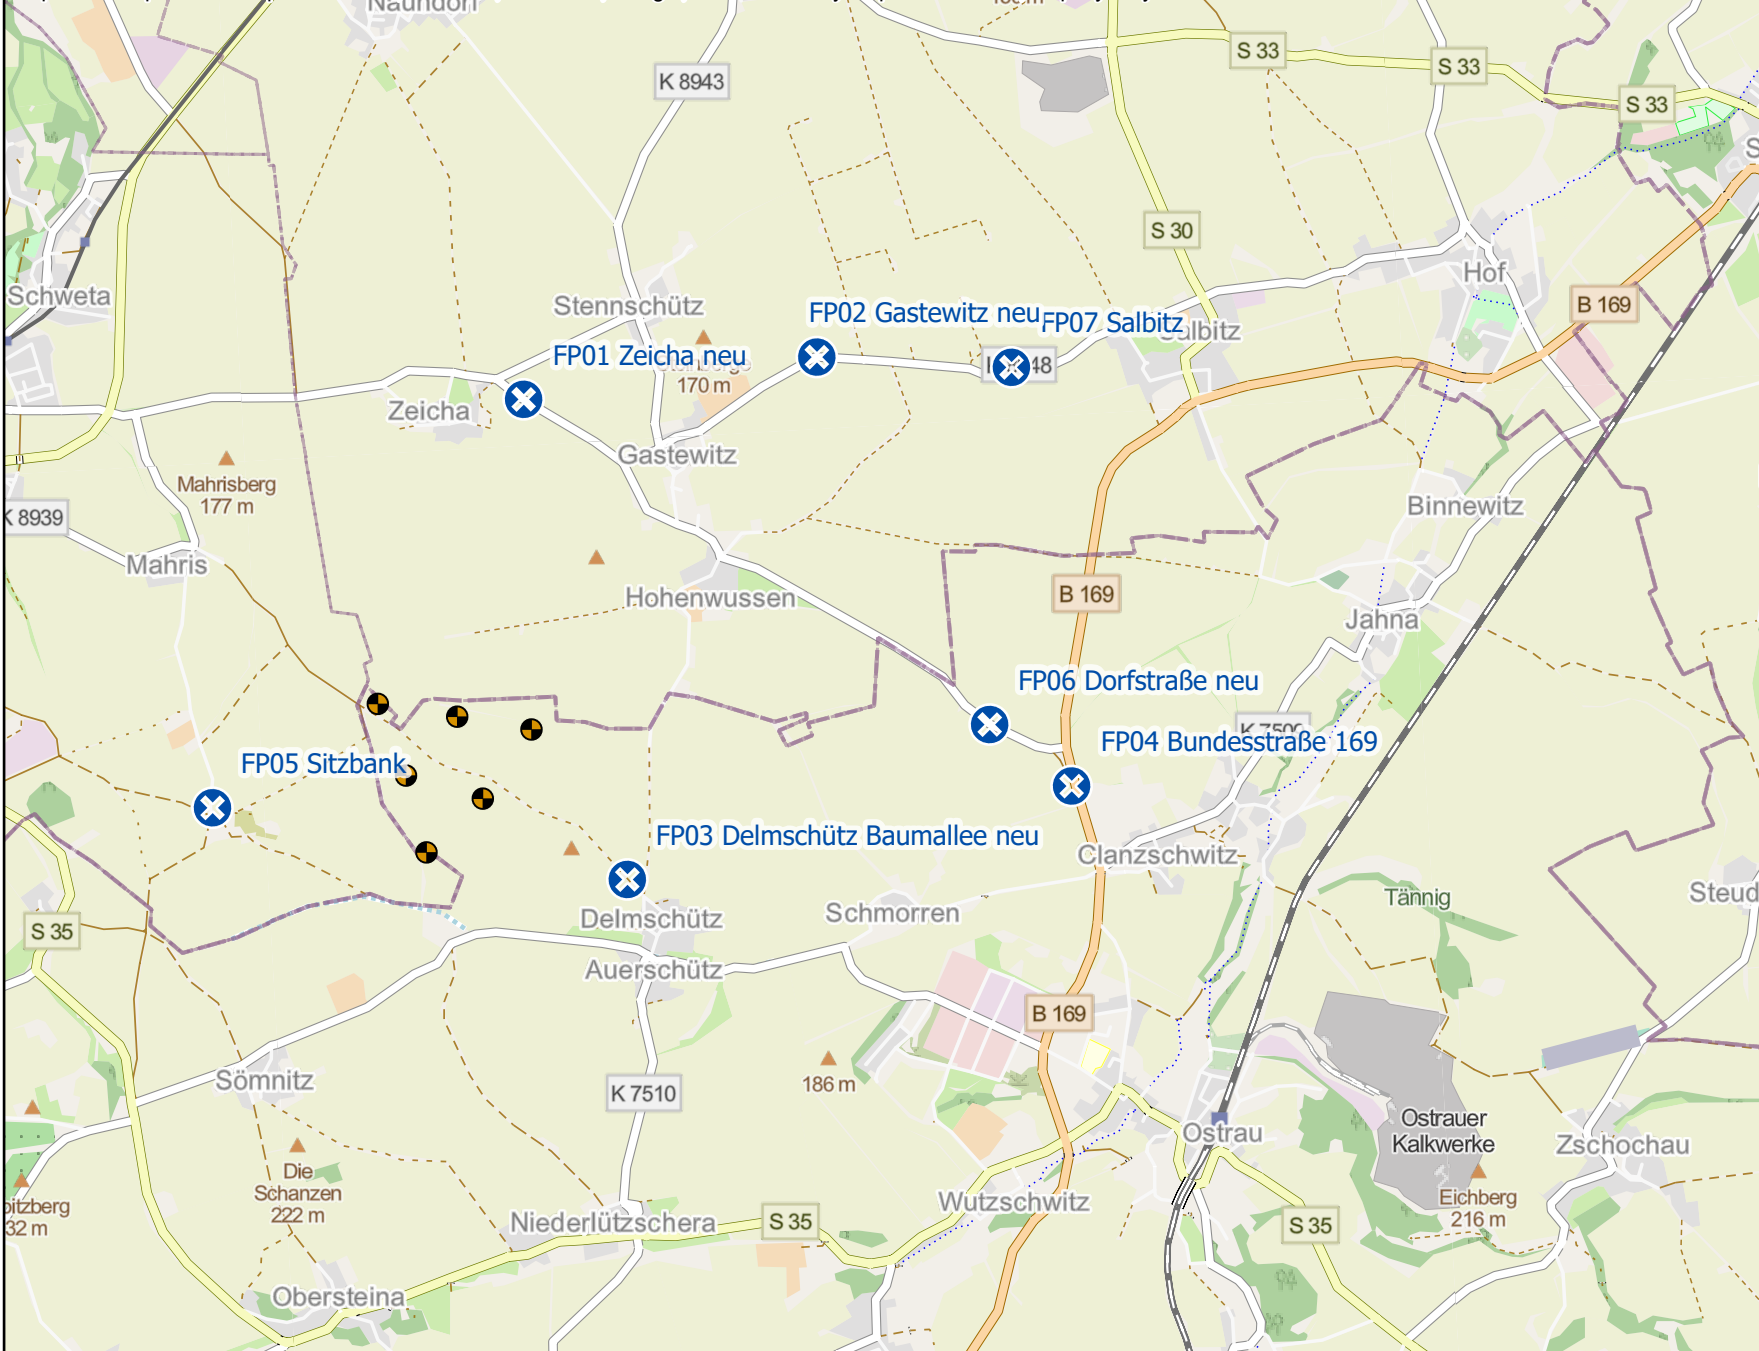 Naundorf
K 8943
S 33
S 33
S 33
S 30
Schweta
Stennschütz
Hof
B 169
FP02 Gastewitz neu
FP07 Salbitz
FP01 Zeicha neu
170 m
Zeicha
Gastewitz
Mahrisberg
177 m
K 8939
Binnewitz
Mahris
Hohenwussen
B 169
Jahna
FP06 Dorfstraße neu
FP04 Bundesstraße 169
FP05 Sitzbank
FP03 Delmschütz Baumallee neu
Clanzschwitz
Tännig
Steud
S 35
Delmschütz
Schmorren
Auerschütz
B 169
Sömnitz
186 m
K 7510
Ostrauer
Kalkwerke
Ostrau
Zschochau
Die
Schanzen
222 m
Eichberg
216 m
pitzberg
32 m
Wutzschwitz
Niederlützschera
S 35
S 35
Obersteina